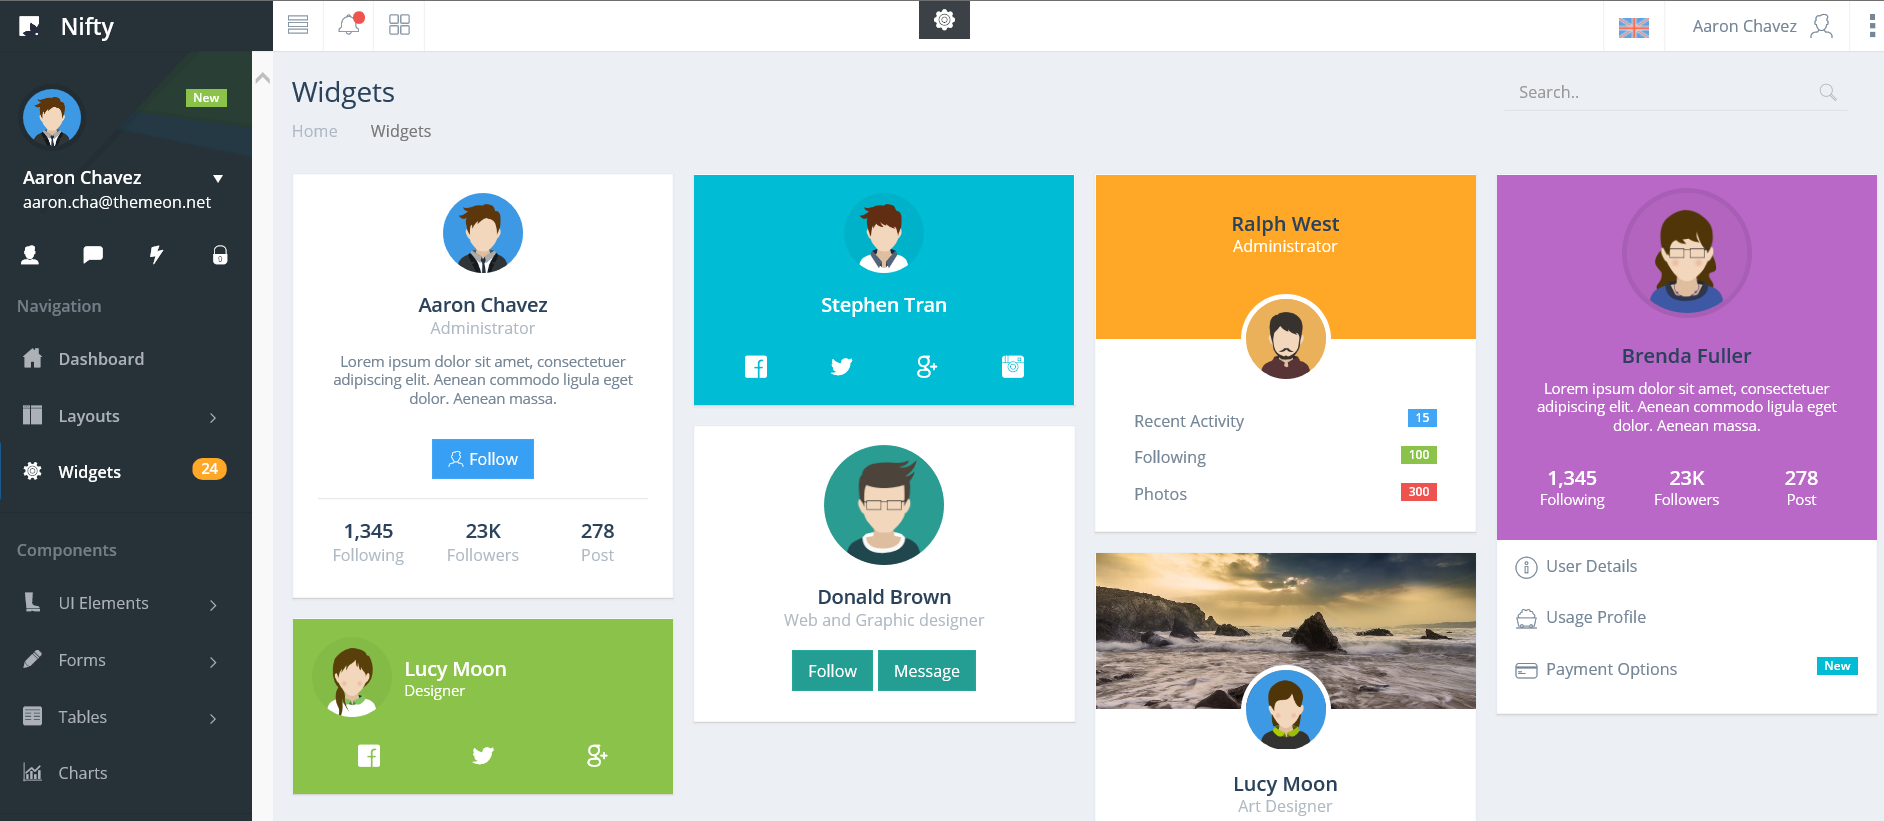 Nifty
Aaron Chavez
New
Aaron Chavez
aaron.cha@themeon.net
Navigation
Dashboard
Layouts
Widgets 24
Components
UI Elements
Forms
Tables
Charts
Widgets
Search..
Home Widgets
Aaron Chavez
Administrator
Lorem ipsum dolor sit amet, consectetuer
adipiscing elit. Aenean commodo ligula eget
dolor. Aenean massa.
Follow
1,345 23K 278
Following Followers Post
Lucy Moon
Designer
Stephen Tran
Donald Brown
Web and Graphic designer
Follow Message
Ralph West
Administrator
Recent Activity 15
Following 100
Photos 300
Lucy Moon
Art Designer
Brenda Fuller
Lorem ipsum dolor sit amet, consectetuer
adipiscing elit. Aenean commodo ligula eget
dolor. Aenean massa.
1,345 23K 278
Following Followers Post
User Details
Usage Profile
Payment Options New